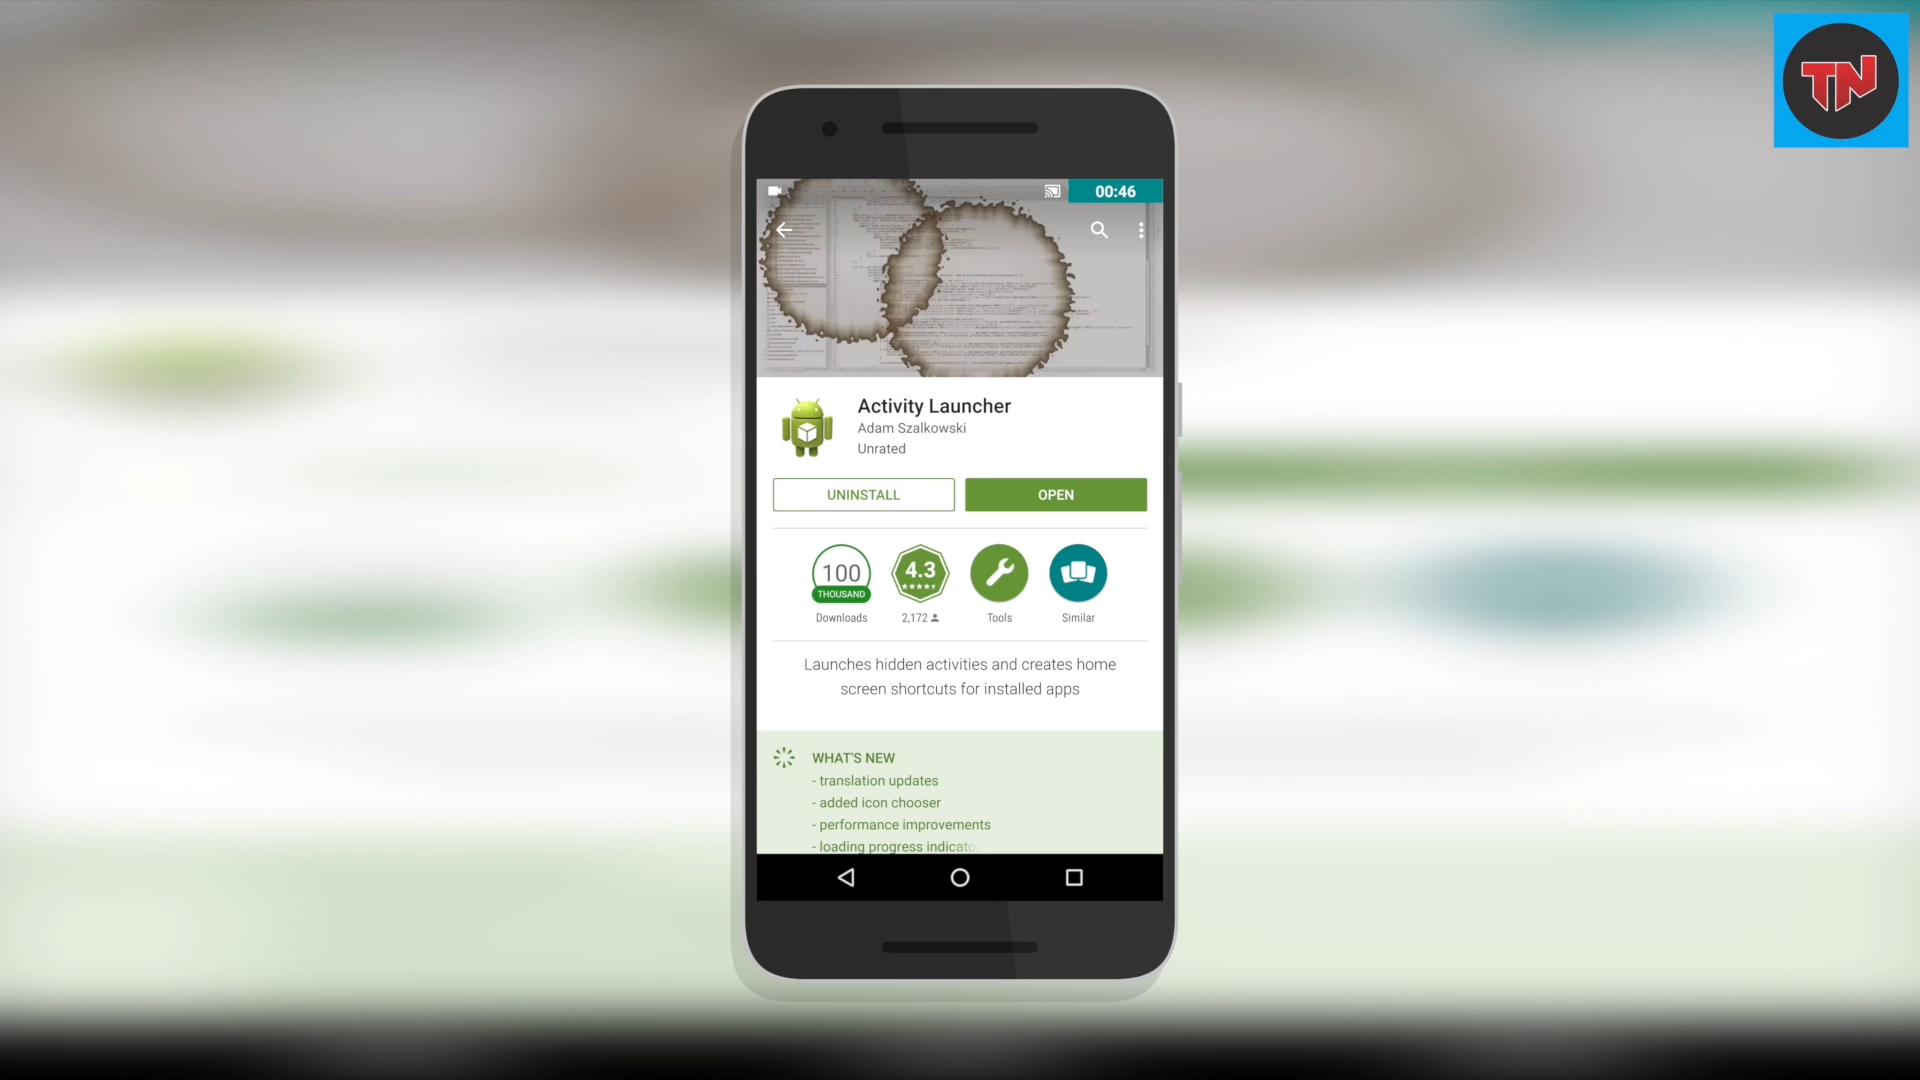 TN
00:46
Activity Launcher
Adam Szalkowski
Unrated
UNINSTALL
OPEN
100
THOUSAND
4.3
Downloads
2,172
Tools
Similar
Launches hidden activities and creates home
screen shortcuts for installed apps
WHAT'S NEW
- translation updates
- added icon chooser
- performance improvements
- loading progress indicato